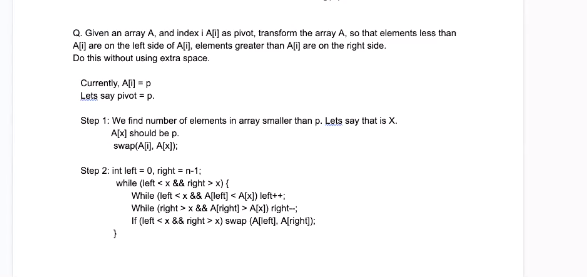 Q. Given an array A, and index i A[i] as pivot, transform the array A, so that elements less than
A[i] are on the left side of A[i], elements greater than A[i] are on the right side.
Do this without using extra space.
Currently, A[i] = p
Lets say pivot = p.
Step 1: We find number of elements in array smaller than p. Lets say that is X.
A[x] should be p.
swap(A[i], A[x]);
Step 2: int left = 0, right = n-1;
while (left < x && right > x) {
While (left < x && A[left] < A[x]) left++;
While (right > x && A[right] > A[x]) right--;
If (left < x && right > x) swap (A[left], A[right]);
}